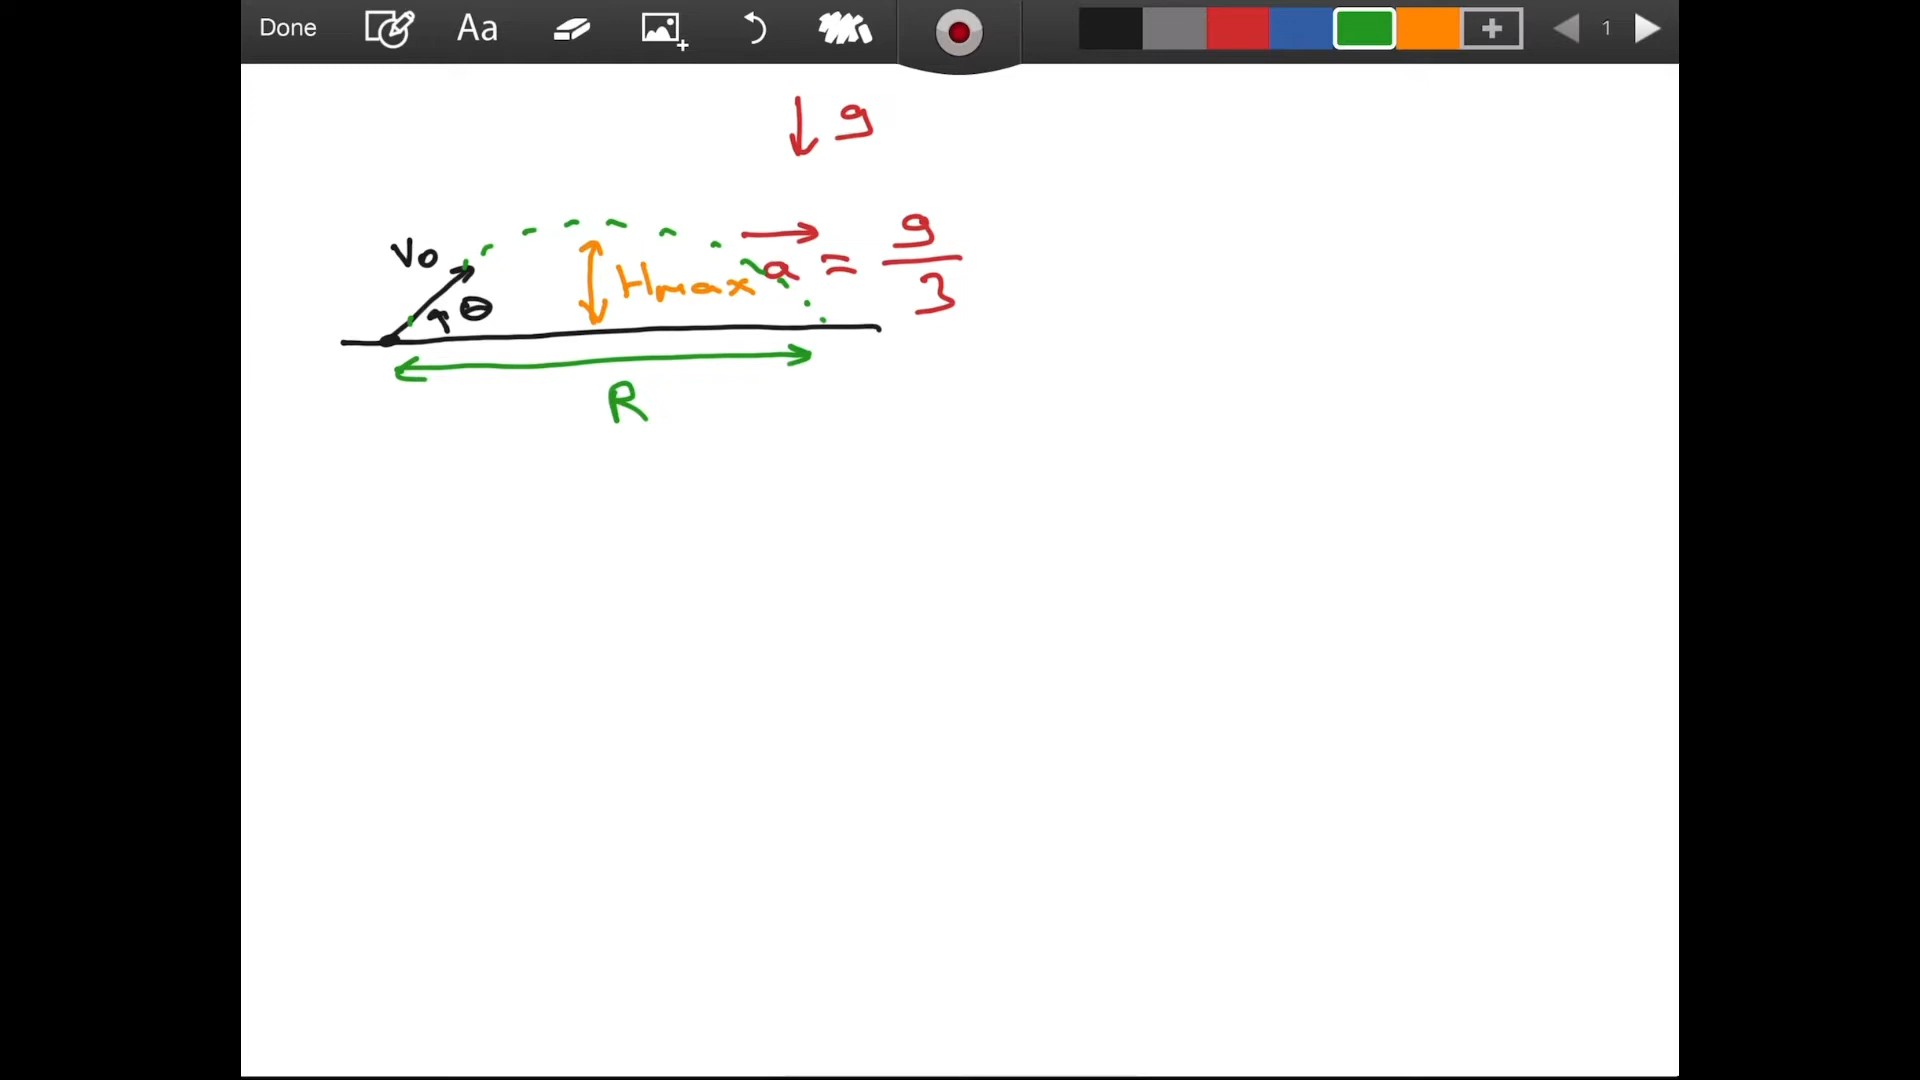 Done Aa 1
g
Vo
θ
Hmax
a = g/3
R